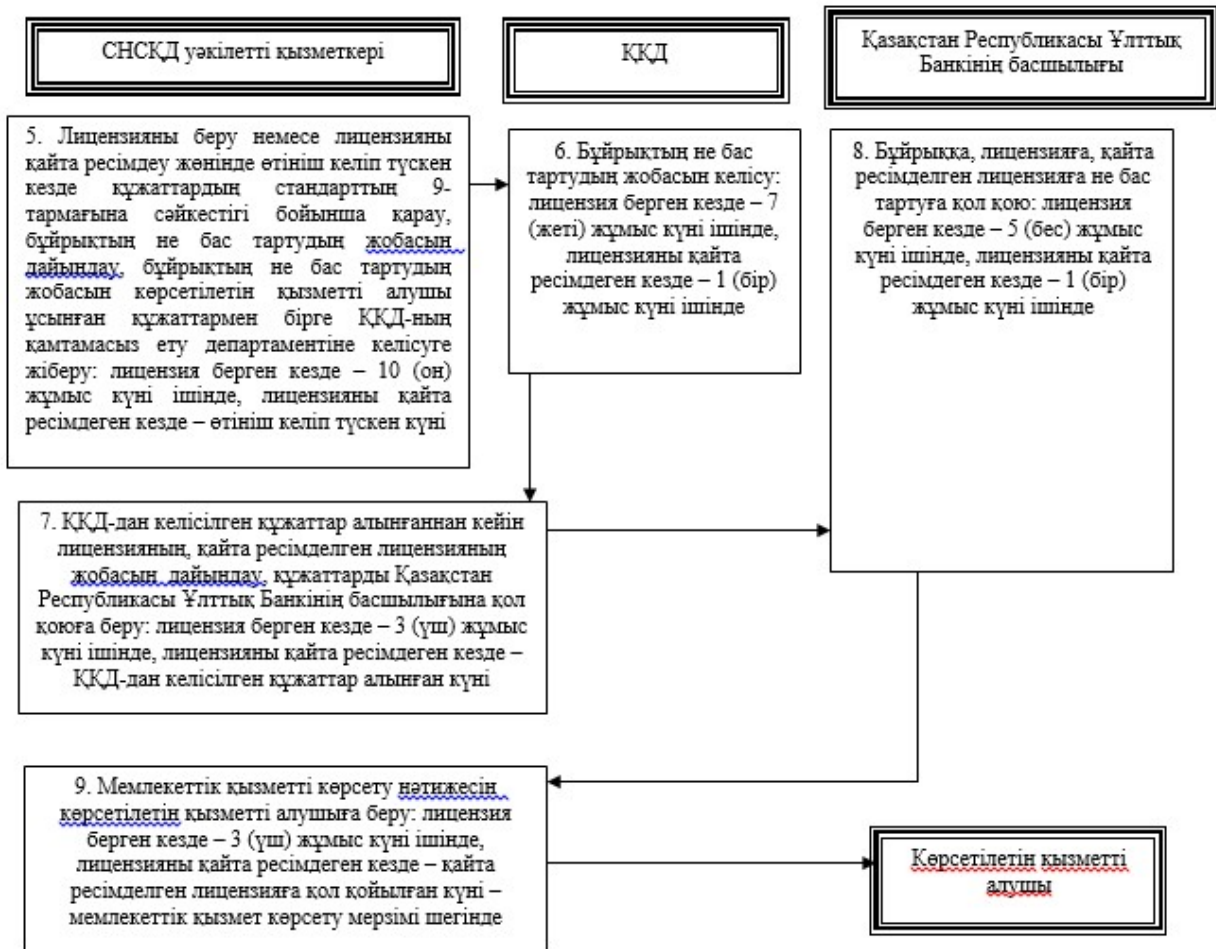 СНСҚД уәкілетті қызметкері
ҚҚД
Қазақстан Республикасы Ұлттық
Банкінің басшылығы
5. Лицензияны беру немесе лицензияны
қайта ресімдеу жөнінде өтініш келіп түскен
кезде құжаттардың стандарттың 9-
тармағына сәйкестігі бойынша қарау,
бұйрықтың не бас тартудың жобасын
дайындау, бұйрықтың не бас тартудың
жобасын көрсетілетін қызметті алушы
ұсынған құжаттармен бірге ҚҚД-ның
қамтамасыз ету департаментіне келісуге
жіберу: лицензия берген кезде – 10 (он)
жұмыс күні ішінде, лицензияны қайта
ресімдеген кезде – өтініш келіп түскен күні
6. Бұйрықтың не бас
тартудың жобасын келісу:
лицензия берген кезде – 7
(жеті) жұмыс күні ішінде,
лицензияны қайта
ресімдеген кезде – 1 (бір)
жұмыс күні ішінде
8. Бұйрыққа, лицензияға, қайта
ресімделген лицензияға не бас
тартуға қол қою: лицензия
берген кезде – 5 (бес) жұмыс
күні ішінде, лицензияны қайта
ресімдеген кезде – 1 (бір)
жұмыс күні ішінде
7. ҚҚД-дан келісілген құжаттар алынғаннан кейін
лицензияның, қайта ресімделген лицензияның
жобасын дайындау, құжаттарды Қазақстан
Республикасы Ұлттық Банкінің басшылығына қол
қоюға беру: лицензия берген кезде – 3 (үш) жұмыс
күні ішінде, лицензияны қайта ресімдеген кезде –
ҚҚД-дан келісілген құжаттар алынған күні
9. Мемлекеттік қызметті көрсету нәтижесін
көрсетілетін қызметті алушыға беру: лицензия
берген кезде – 3 (үш) жұмыс күні ішінде,
лицензияны қайта ресімдеген кезде – қайта
ресімделген лицензияға қол қойылған күні –
мемлекеттік қызмет көрсету мерзімі шегінде
Көрсетілетін қызметті
алушы